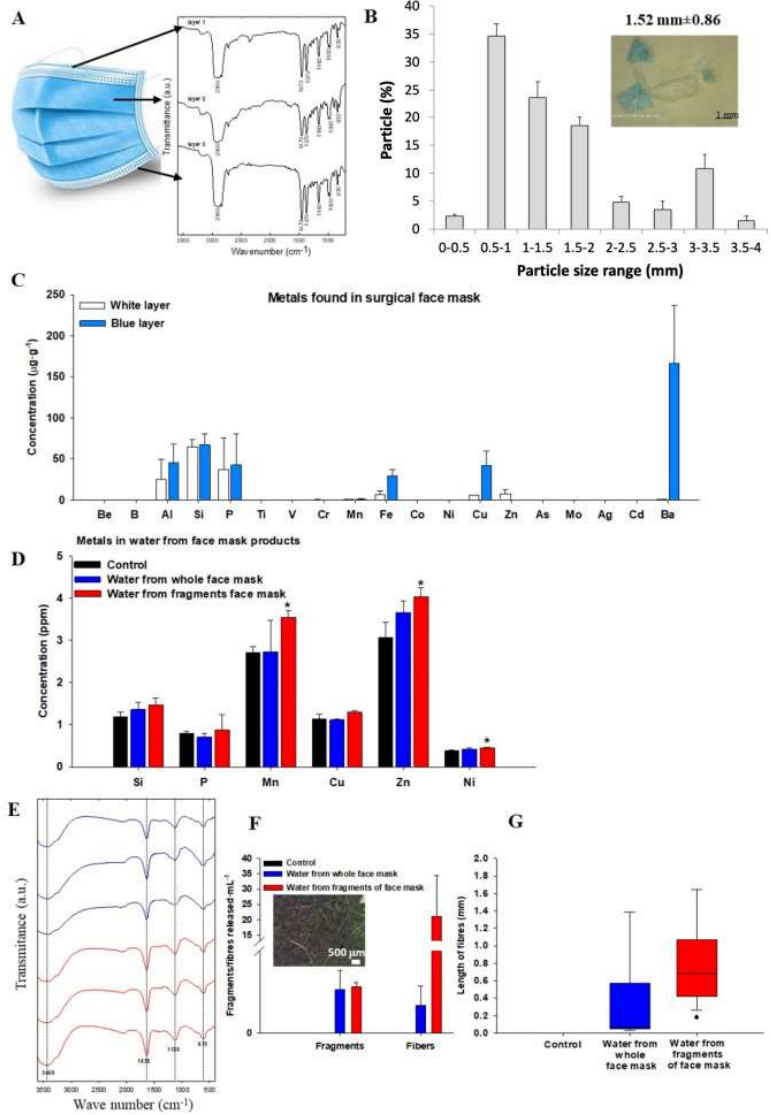 A
layer 1
layer 2
layer 3
Transmittance (a.u.)
3000 2500 2000 1500
Wavenumber (cm-1)
B
1.52 mm±0.86
1 mm
Particle (%)
40
35
30
25
20
15
10
5
0
0-0.5 0.5-1 1-1.5 1.5-2 2-2.5 2.5-3 3-3.5 3.5-4
Particle size range (mm)
C
Metals found in surgical face mask
White layer
Blue layer
Concentration (µg·g-1)
250
200
150
100
50
0
Be B Al Si P Ti V Cr Mn Fe Co Ni Cu Zn As Mo Ag Cd Ba
Metals in water from face mask products
D
Control
Water from whole face mask
Water from fragments face mask
* * *
Concentration (ppm)
5
4
3
2
1
0
Si P Mn Cu Zn Ni
E
Transmitance (a.u.)
3500 3000 2500 2000 1500 1000 500
Wave number (cm-1)
F
Control
Water from whole face mask
Water from fragments of face mask
500 µm
Fragments/fibres released·mL-1
40
35
30
25
20
15
0
Fragments Fibers
G
Length of fibres (mm)
2.0
1.8
1.6
1.4
1.2
1.0
0.8
0.6
0.4
0.2
0.0
Control Water from whole face mask Water from fragments of face mask